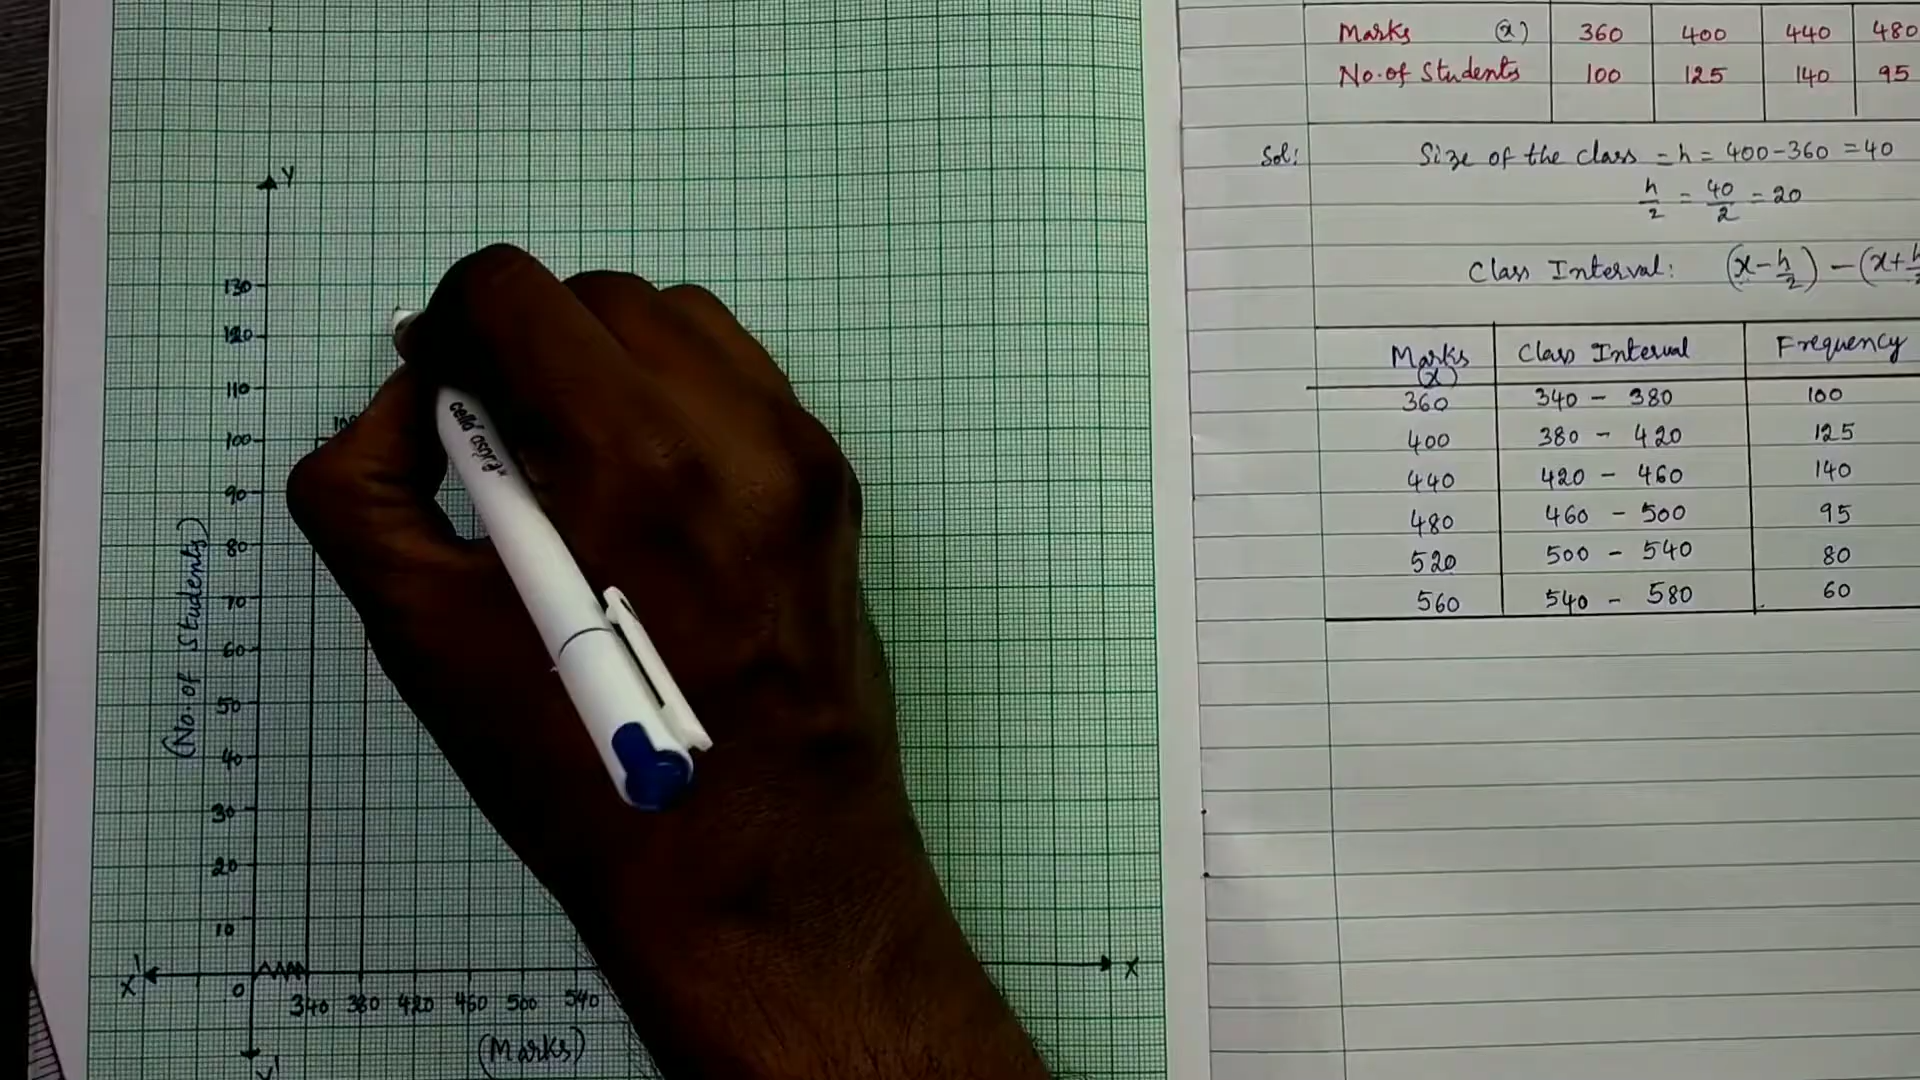 Y
130
120
110
100
100
90
80
70
60
50
40
30
20
10
(No. of Students)
X'
0
340 380 420 460 500 540
X
(Marks)
Y'
cello
Marks (x) 360 400 440 480
No. of Students 100 125 140 95
Sol: Size of the class = h = 400-360 = 40
h/2 = 40/2 = 20
Class Interval: (x-h/2) - (x+h/2
Marks (x) Class Interval Frequency
360 340 - 380 100
400 380 - 420 125
440 420 - 460 140
480 460 - 500 95
520 500 - 540 80
560 540 - 580 60